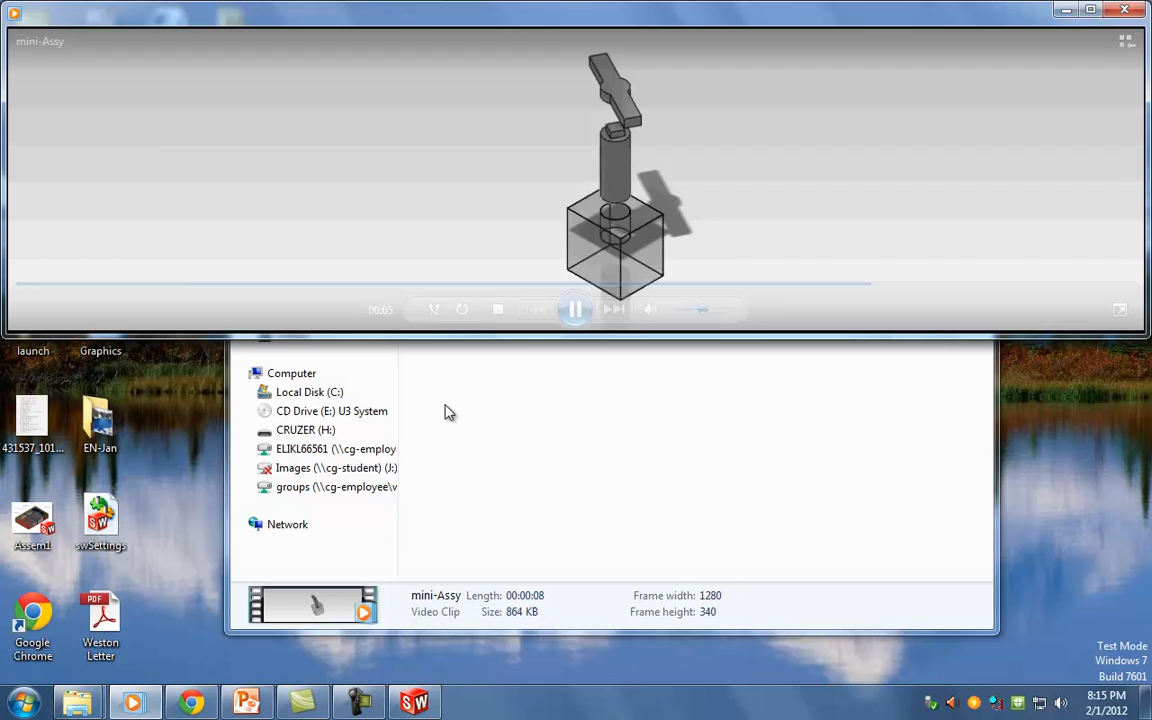 mini-Assy
00:05
launch
Graphics
Computer
Local Disk (C:)
CD Drive (E:) U3 System
CRUZER (H:)
ELIKL66561 (\\cg-employ
Images (\\cg-student) (J:)
groups (\\cg-employee\w
Network
431537_101...
EN-Jan
Assem1
swSettings
Google
Chrome
PDF
Weston
Letter
mini-Assy Length: 00:00:08 Frame width: 1280
Video Clip Size: 864 KB Frame height: 340
Test Mode
Windows 7
Build 7601
8:15 PM
2/1/2012